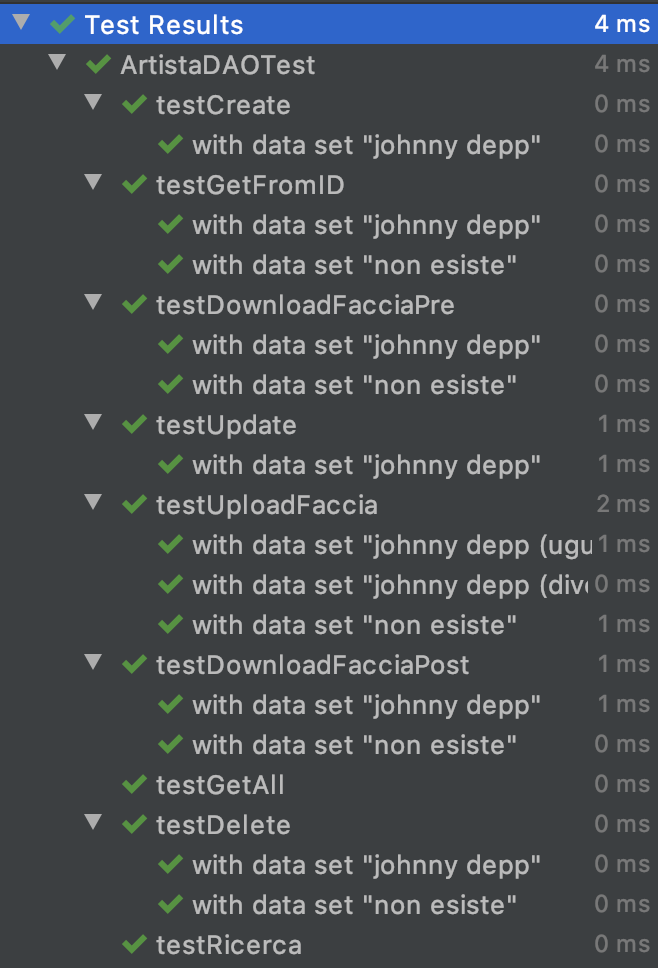 Test Results 4 ms
ArtistaDAOTest 4 ms
testCreate 0 ms
with data set "johnny depp" 0 ms
testGetFromID 0 ms
with data set "johnny depp" 0 ms
with data set "non esiste" 0 ms
testDownloadFacciaPre 0 ms
with data set "johnny depp" 0 ms
with data set "non esiste" 0 ms
testUpdate 1 ms
with data set "johnny depp" 1 ms
testUploadFaccia 2 ms
with data set "johnny depp (ugu 1 ms
with data set "johnny depp (dive 0 ms
with data set "non esiste" 1 ms
testDownloadFacciaPost 1 ms
with data set "johnny depp" 1 ms
with data set "non esiste" 0 ms
testGetAll 0 ms
testDelete 0 ms
with data set "johnny depp" 0 ms
with data set "non esiste" 0 ms
testRicerca 0 ms